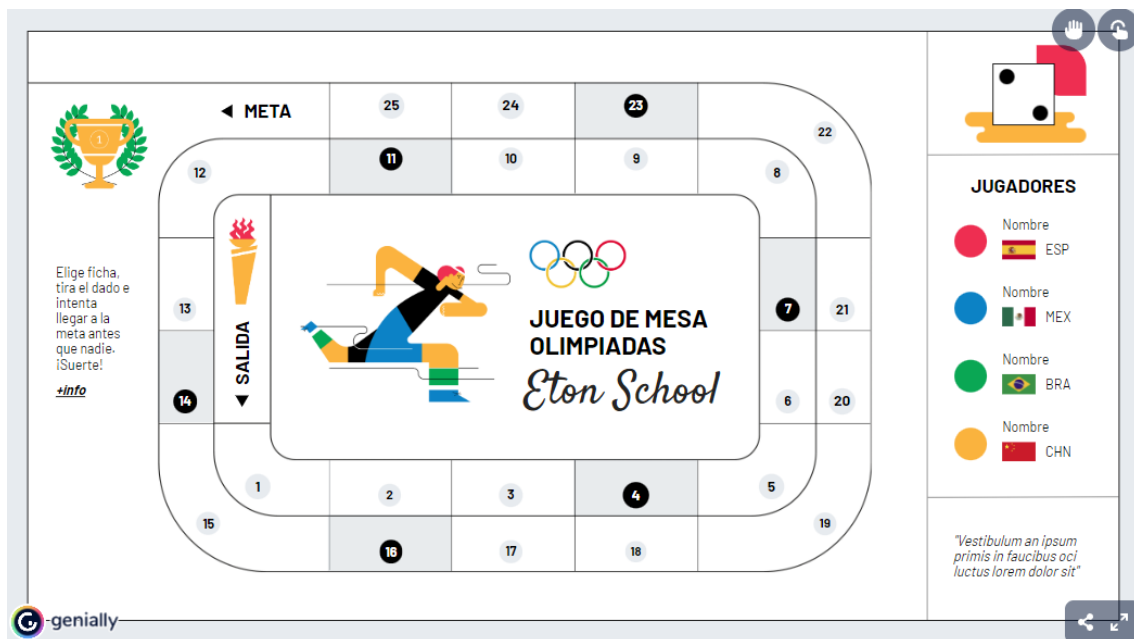 META
25
24
23
22
12
11
10
9
8
1
Elige ficha,
tira el dado e
intenta
llegar a la
meta antes
que nadie.
¡Suerte!
+info
13
14
SALIDA
JUEGO DE MESA
OLIMPIADAS
Eton School
7
21
6
20
1
2
3
4
5
15
16
17
18
19
JUGADORES
Nombre
ESP
Nombre
MEX
Nombre
BRA
Nombre
CHN
"Vestibulum an ipsum
primis in faucibus oci
luctus lorem dolor sit"
genially